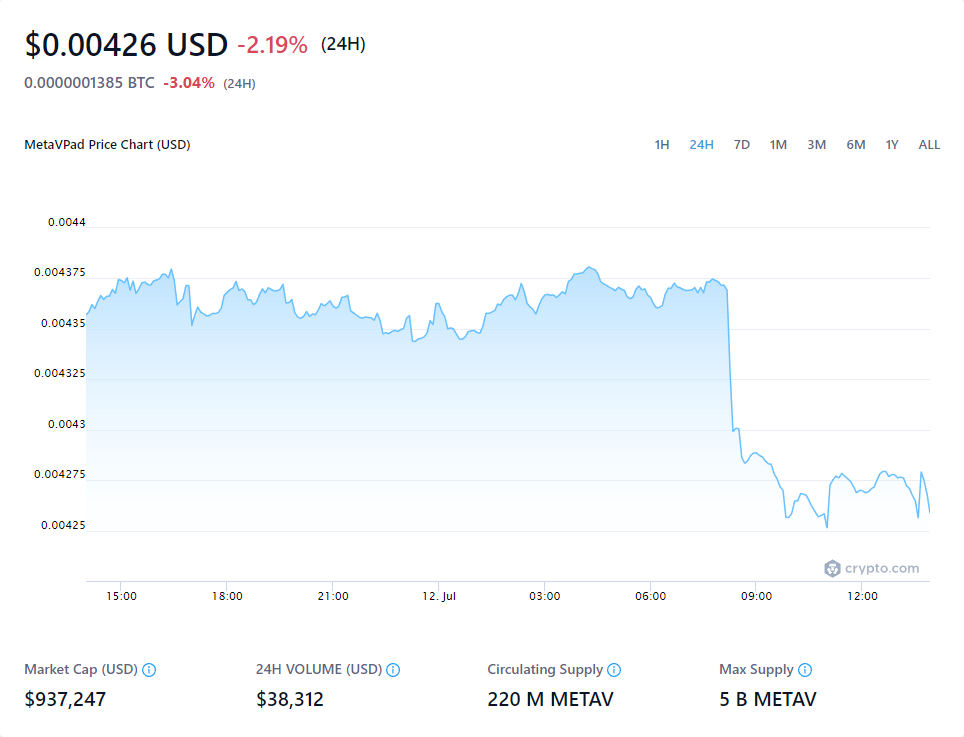 $0.00426 USD -2.19% (24H)
0.0000001385 BTC -3.04% (24H)
MetaVPad Price Chart (USD) 1H 24H 7D 1M 3M 6M 1Y ALL
0.0044
0.004375
0.00435
0.004325
0.0043
0.004275
0.00425
crypto.com
15:00 18:00 21:00 12. Jul 03:00 06:00 09:00 12:00
Market Cap (USD) 24H VOLUME (USD) Circulating Supply Max Supply
$937,247 $38,312 220 M METAV 5 B METAV